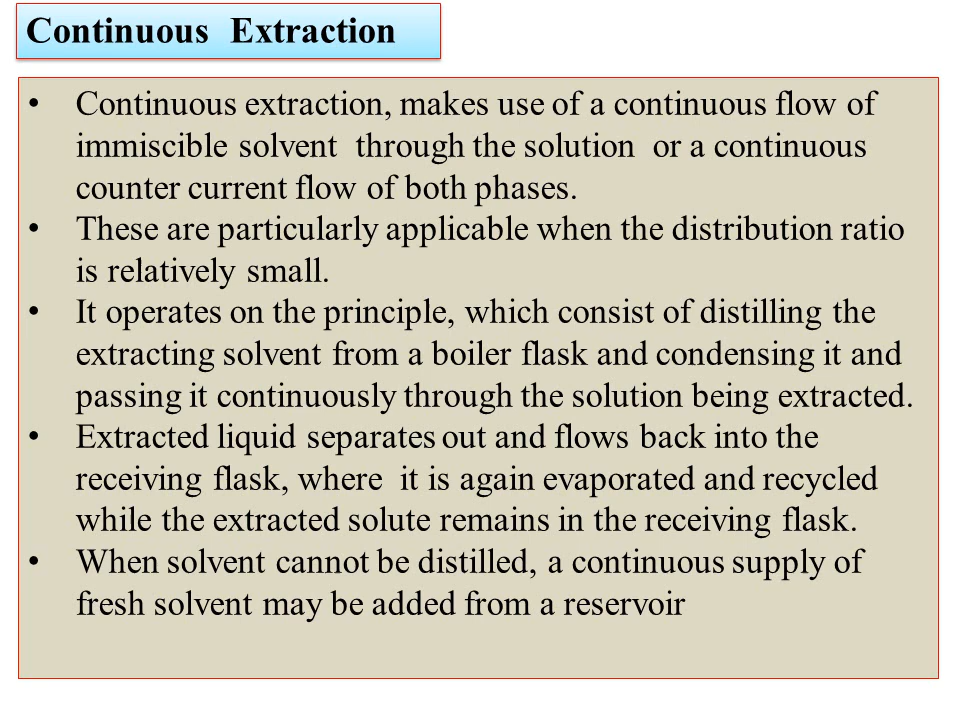 Continuous  Extraction
• Continuous extraction, makes use of a continuous flow of
immiscible solvent  through the solution  or a continuous
counter current flow of both phases.
• These are particularly applicable when the distribution ratio
is relatively small.
• It operates on the principle, which consist of distilling the
extracting solvent from a boiler flask and condensing it and
passing it continuously through the solution being extracted.
• Extracted liquid separates out and flows back into the
receiving flask, where  it is again evaporated and recycled
while the extracted solute remains in the receiving flask.
• When solvent cannot be distilled, a continuous supply of
fresh solvent may be added from a reservoir